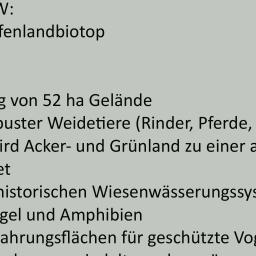 W:
fenlandbiotop
g von 52 ha Gelände
buster Weidetiere (Rinder, Pferde,
ird Acker- und Grünland zu einer a
et
historischen Wiesenwässerungssys
gel und Amphibien
ahrungsflächen für geschützte Vog